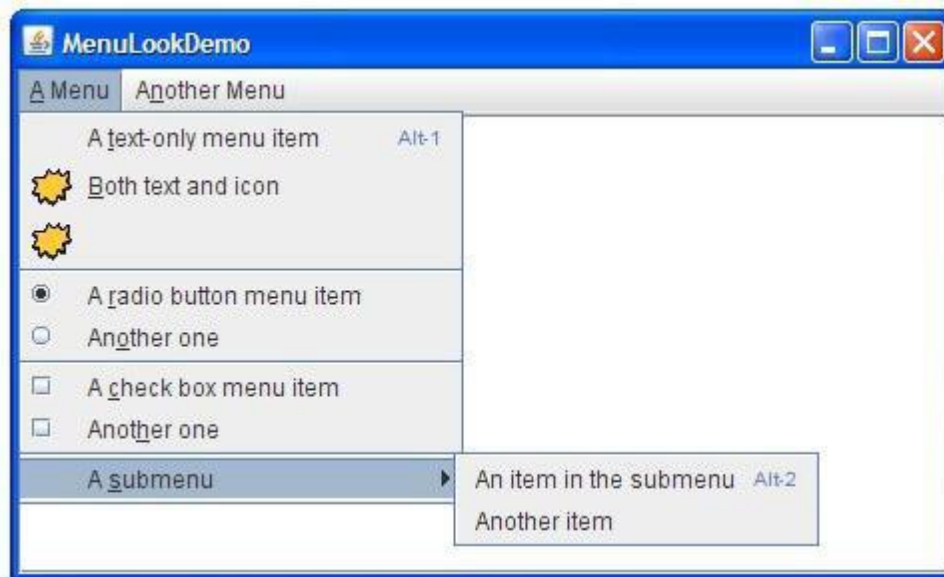 MenuLookDemo
A Menu Another Menu
A text-only menu item Alt-1
Both text and icon
A radio button menu item
Another one
A check box menu item
Another one
A submenu
An item in the submenu Alt-2
Another item